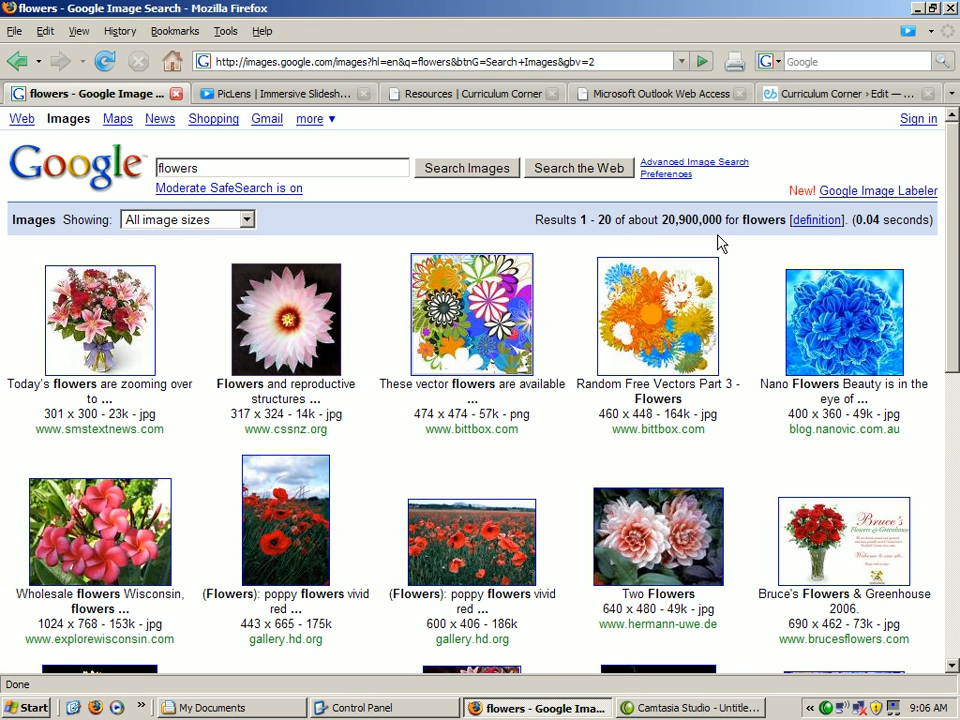 flowers - Google Image Search - Mozilla Firefox
File Edit View History Bookmarks Tools Help
http://images.google.com/images?hl=en&q=flowers&btnG=Search+Images&gbv=2 Google
flowers - Google Image ... PicLens | Immersive Slidesh... Resources | Curriculum Corner Microsoft Outlook Web Access Curriculum Corner › Edit — ...
Web Images Maps News Shopping Gmail more ▼ Sign in
Google flowers Search Images Search the Web Advanced Image Search
Preferences
Moderate SafeSearch is on New! Google Image Labeler
Images Showing: All image sizes Results 1 - 20 of about 20,900,000 for flowers [definition]. (0.04 seconds)
Today's flowers are zooming over
to ...
301 x 300 - 23k - jpg
www.smstextnews.com
Flowers and reproductive
structures ...
317 x 324 - 14k - jpg
www.cssnz.org
These vector flowers are available
...
474 x 474 - 57k - png
www.bittbox.com
Random Free Vectors Part 3 -
Flowers
460 x 448 - 164k - jpg
www.bittbox.com
Nano Flowers Beauty is in the
eye of ...
400 x 360 - 49k - jpg
blog.nanovic.com.au
Bruce's
Flowers & Greenhouse
Wholesale flowers Wisconsin,
flowers ...
1024 x 768 - 153k - jpg
www.explorewisconsin.com
(Flowers): poppy flowers vivid
red ...
443 x 665 - 175k
gallery.hd.org
(Flowers): poppy flowers vivid
red ...
600 x 406 - 186k
gallery.hd.org
Two Flowers
640 x 480 - 49k - jpg
www.hermann-uwe.de
Bruce's Flowers & Greenhouse
2006.
690 x 462 - 73k - jpg
www.brucesflowers.com
Done
Start » My Documents Control Panel flowers - Google Ima... Camtasia Studio - Untitle... « 9:06 AM